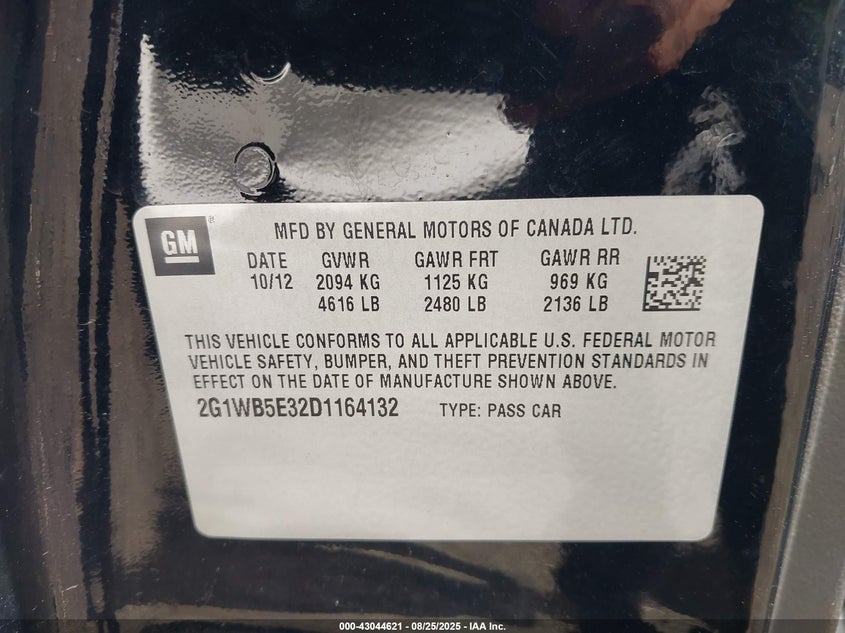 GM®
MFD BY GENERAL MOTORS OF CANADA LTD.
DATE GVWR GAWR FRT GAWR RR
10/12 2094 KG 1125 KG 969 KG
4616 LB 2480 LB 2136 LB
THIS VEHICLE CONFORMS TO ALL APPLICABLE U.S. FEDERAL MOTOR
VEHICLE SAFETY, BUMPER, AND THEFT PREVENTION STANDARDS IN
EFFECT ON THE DATE OF MANUFACTURE SHOWN ABOVE.
2G1WB5E32D1164132 TYPE: PASS CAR
000-43044621 - 08/25/2025 - IAA Inc.